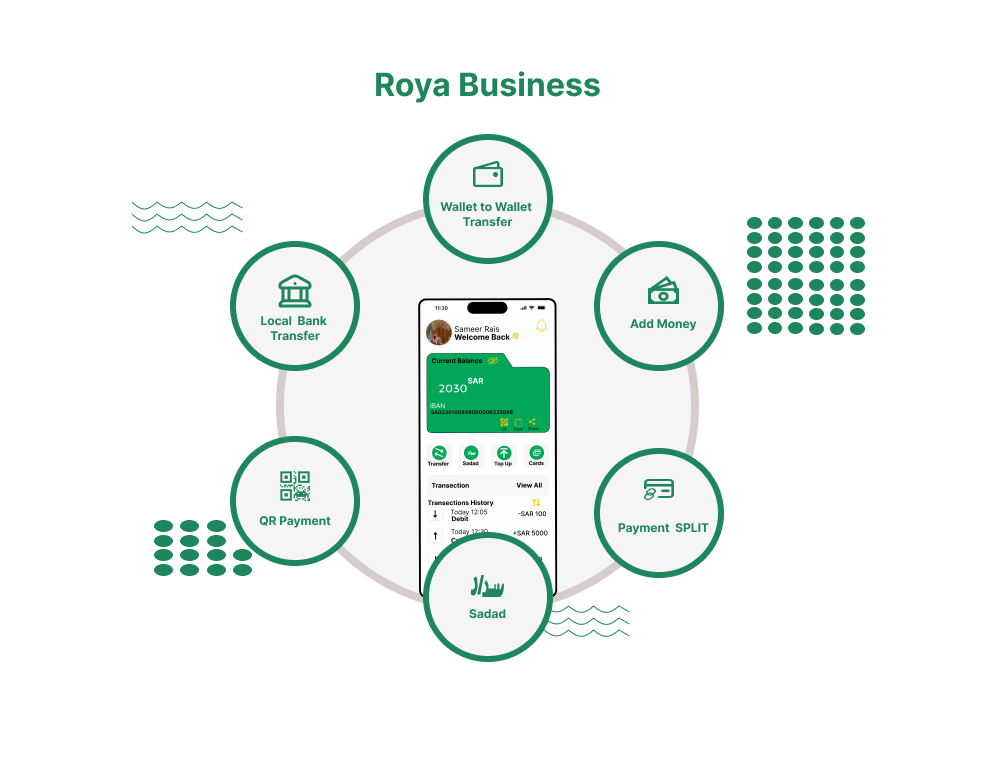 Roya Business
Wallet to Wallet
Transfer
Local Bank
Transfer
Add Money
11:30
Sameer Rais
Welcome Back
Current Balance
2030 SAR
IBAN
Transfer
Sadad
Top Up
Cards
Transection
View All
Transections History
Today 12:05
Debit
-SAR 100
Today 12:30
+SAR 5000
QR Payment
Payment SPLIT
سداد
Sadad